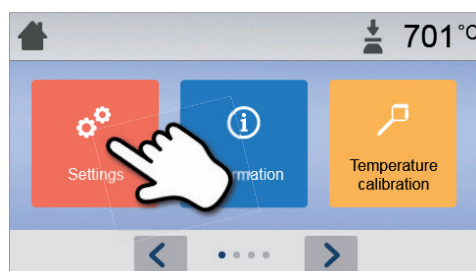 701°C
Settings
rmation
Temperature
calibration